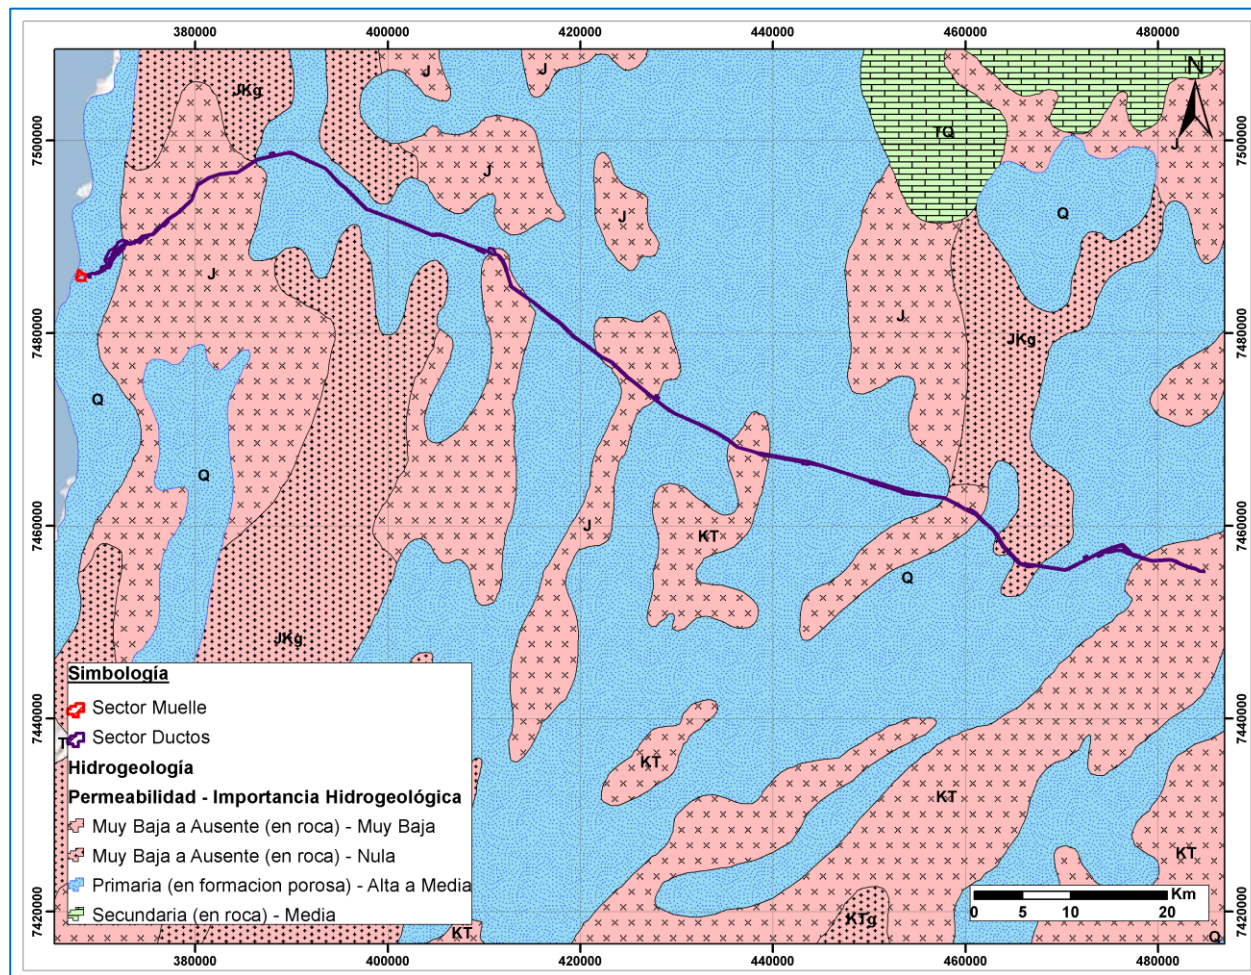 380000 400000 420000 440000 460000 480000
N
J J
JKg
7500000 TQ 7500000
J
J
J Q
J
J JKg
7480000 7480000
Q
Q
7460000 J KT 7460000
Q
JKg
Simbología
Sector Muelle
7440000 7440000
T Sector Ductos
Hidrogeología
KT
Permeabilidad - Importancia Hidrogeológica
KT
Muy Baja a Ausente (en roca) - Muy Baja
Muy Baja a Ausente (en roca) - Nula
KT
Primaria (en formacion porosa) - Alta a Media
Km
0 5 10 20
Secundaria (en roca) - Media
7420000 KTg 7420000
KT Q
380000 400000 420000 440000 460000 480000